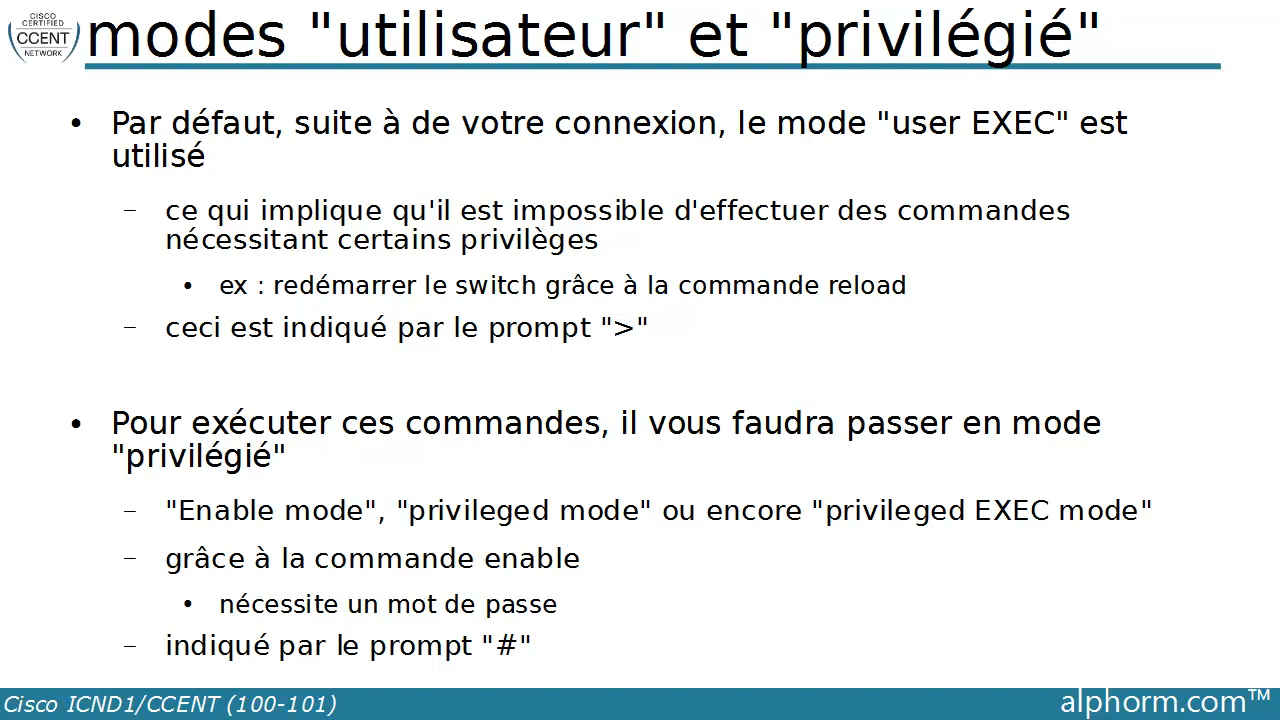 CISCO
CERTIFIED
CCENT
NETWORK
modes "utilisateur" et "privilégié"
• Par défaut, suite à de votre connexion, le mode "user EXEC" est
utilisé
– ce qui implique qu'il est impossible d'effectuer des commandes
nécessitant certains privilèges
• ex : redémarrer le switch grâce à la commande reload
– ceci est indiqué par le prompt ">"
• Pour exécuter ces commandes, il vous faudra passer en mode
"privilégié"
– "Enable mode", "privileged mode" ou encore "privileged EXEC mode"
– grâce à la commande enable
• nécessite un mot de passe
– indiqué par le prompt "#"
Cisco ICND1/CCENT (100-101)
alphorm.com™